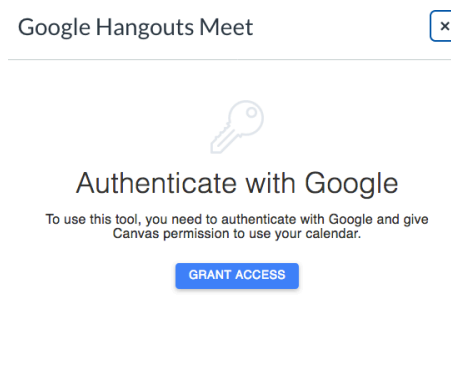 Google Hangouts Meet
×
Authenticate with Google
To use this tool, you need to authenticate with Google and give
Canvas permission to use your calendar.
GRANT ACCESS